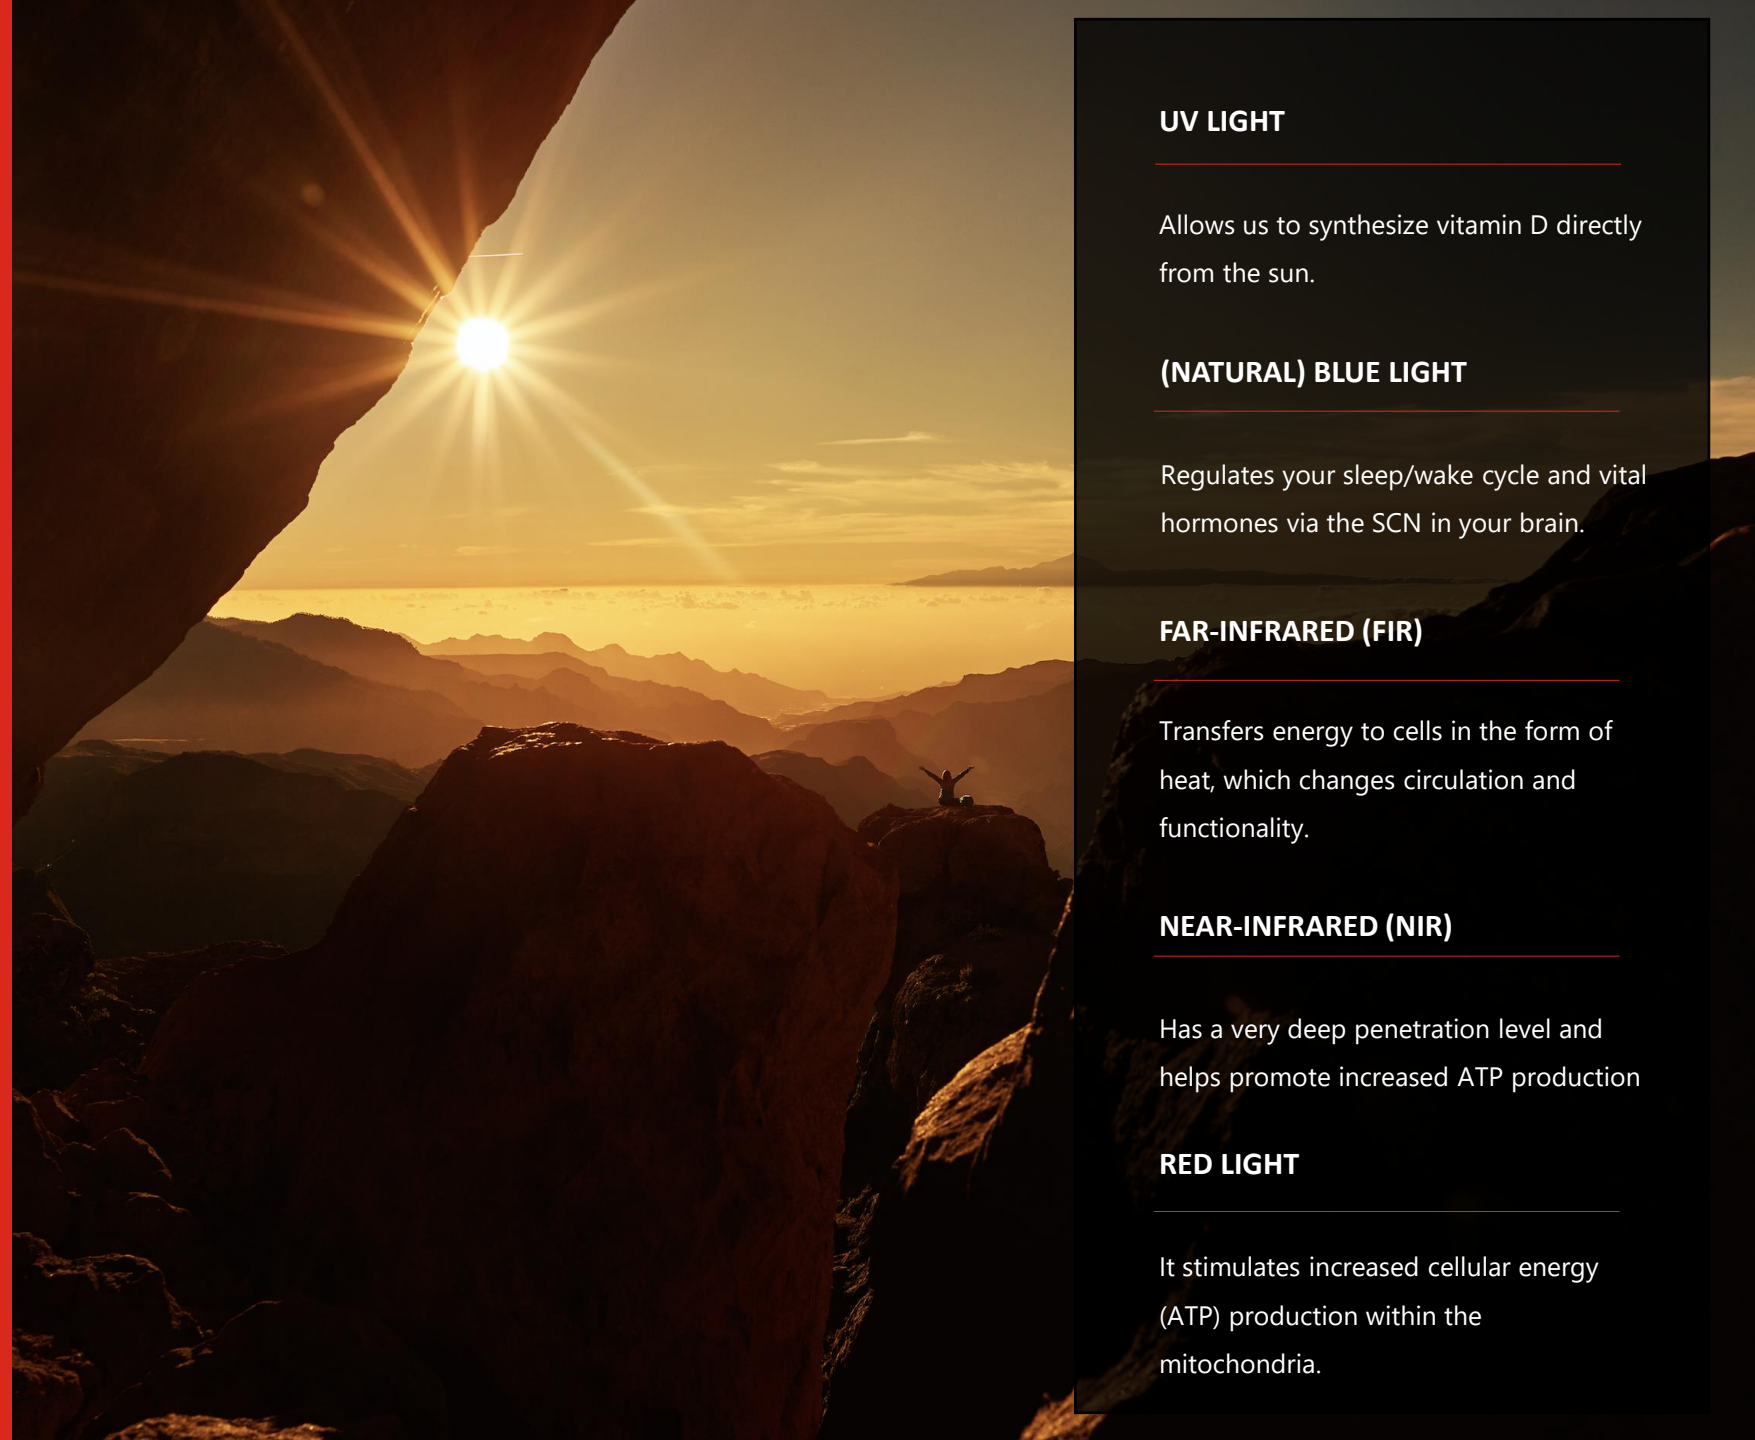 UV LIGHT
Allows us to synthesize vitamin D directly
from the sun.
(NATURAL) BLUE LIGHT
Regulates your sleep/wake cycle and vital
hormones via the SCN in your brain.
FAR-INFRARED (FIR)
Transfers energy to cells in the form of
heat, which changes circulation and
functionality.
NEAR-INFRARED (NIR)
Has a very deep penetration level and
helps promote increased ATP production
RED LIGHT
It stimulates increased cellular energy
(ATP) production within the
mitochondria.